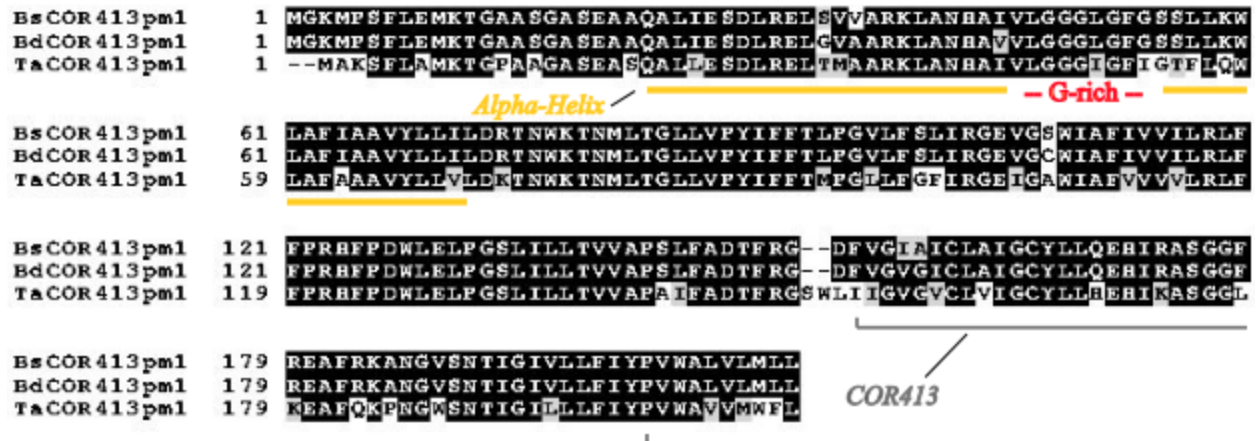 BsCOR413pm1 1 MGKMPSFLEMKTGAASGASEAAQALIESDLRELSVVARKLANHAIVLGGGLGFGSSLLKW
BdCOR413pm1 1 MGKMPSFLEMKTGAASGASEAAQALIESDLRELGVAARKLANHAVVLGGGLGFGSSLLKW
TaCOR413pm1 1 --MAKSFLAMKTGPAAGASEASQALLESDLRELTMAARKLANHAIVLGGGIGFIGTFLQW
Alpha-Helix – G-rich –
BsCOR413pm1 61 LAFIAAVYLLILDRTNWKTNMLTGLLVPYIFFTLPGVLFSLIRGEVGSWIAFIVVILRLF
BdCOR413pm1 61 LAFIAAVYLLILDRTNWKTNMLTGLLVPYIFFTLPGVLFSLIRGEVGCWIAFIVVILRLF
TaCOR413pm1 59 LAFAAAVYLLVLDKTNWKTNMLTGLLVPYIFFTMPGLLFGFIRGEIGAWIAFVVVVLRLF
BsCOR413pm1 121 FPRHFPDWLELPGSLILLTVVAPSLFADTFRG--DFVGIAICLAIGCYLLQEHIRASGGF
BdCOR413pm1 121 FPRHFPDWLELPGSLILLTVVAPSLFADTFRG--DFVGVGICLAIGCYLLQEHIRASGGF
TaCOR413pm1 119 FPRHFPDWLELPGSLILLTVVAPAIFADTFRGSWLIIGVGVCLVIGCYLLHEHIKASGGL
BsCOR413pm1 179 REAFRKANGVSNTIGIVLLFIYPVWALVLMLL
BdCOR413pm1 179 REAFRKANGVSNTIGIVLLFIYPVWALVLMLL
TaCOR413pm1 179 KEAFQKPNGWSNTIGILLLFIYPVWAVVMWFL
COR413